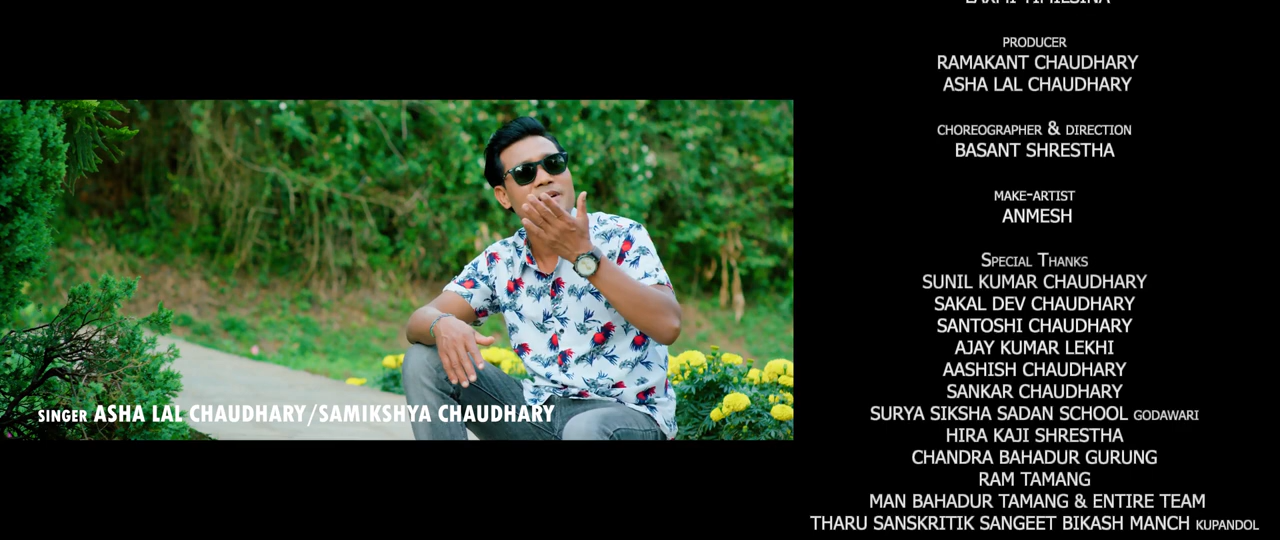 LAXMI TIMILSINA
PRODUCER
RAMAKANT CHAUDHARY
ASHA LAL CHAUDHARY
CHOREOGRAPHER & DIRECTION
BASANT SHRESTHA
MAKE-ARTIST
ANMESH
SPECIAL THANKS
SUNIL KUMAR CHAUDHARY
SAKAL DEV CHAUDHARY
SANTOSHI CHAUDHARY
AJAY KUMAR LEKHI
AASHISH CHAUDHARY
SANKAR CHAUDHARY
SURYA SIKSHA SADAN SCHOOL GODAWARI
HIRA KAJI SHRESTHA
CHANDRA BAHADUR GURUNG
RAM TAMANG
MAN BAHADUR TAMANG & ENTIRE TEAM
THARU SANSKRITIK SANGEET BIKASH MANCH KUPANDOL
SINGER ASHA LAL CHAUDHARY/SAMIKSHYA CHAUDHARY